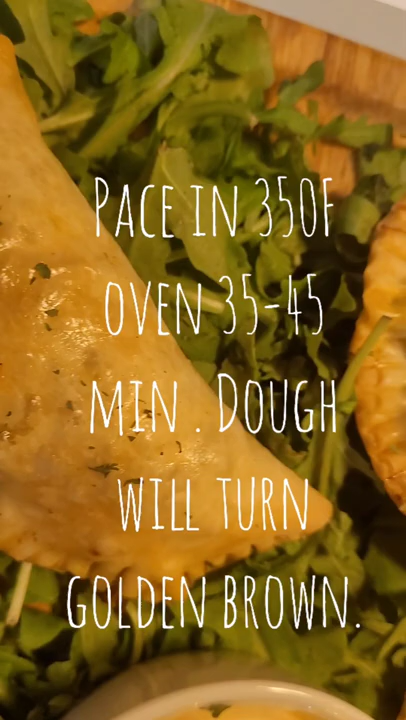 Pace in 350F
oven 35-45
min . Dough
will turn
golden brown.